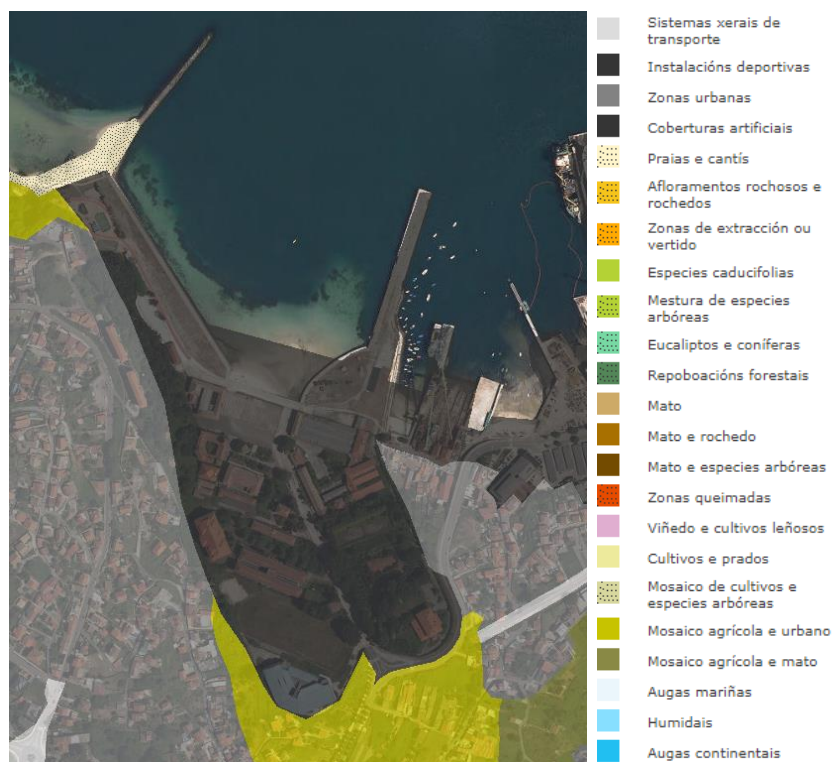 Sistemas xerais de
transporte
Instalacións deportivas
Zonas urbanas
Coberturas artificiais
Praias e cantís
Afloramentos rochosos e
rochedos
Zonas de extracción ou
vertido
Especies caducifolias
Mestura de especies
arbóreas
Eucaliptos e coníferas
Repoboacións forestais
Mato
Mato e rochedo
Mato e especies arbóreas
Zonas queimadas
Viñedo e cultivos leñosos
Cultivos e prados
Mosaico de cultivos e
especies arbóreas
Mosaico agrícola e urbano
Mosaico agrícola e mato
Augas mariñas
Humidais
Augas continentais